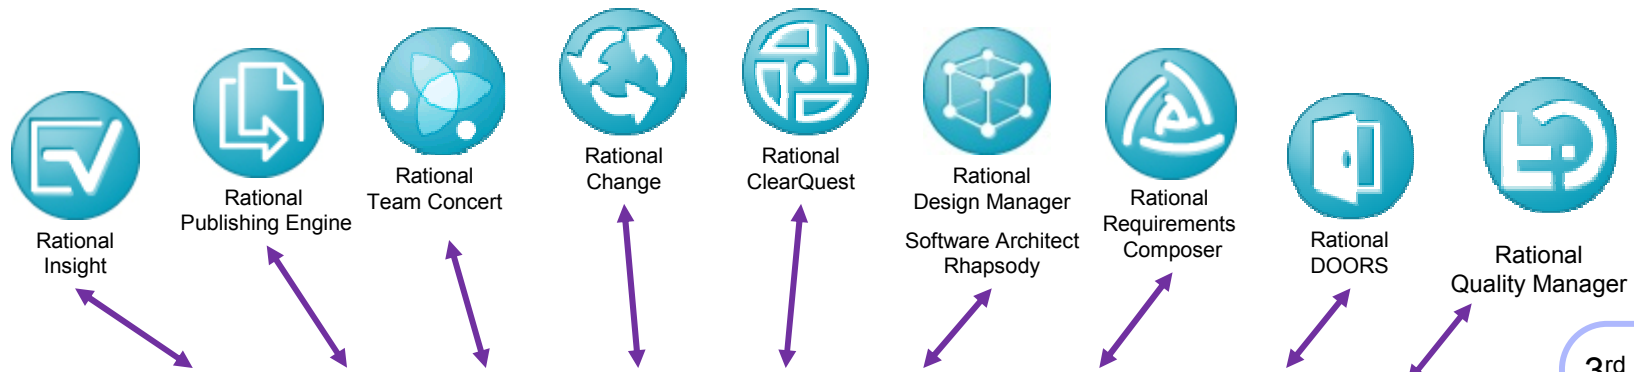 Rational
Insight
Rational
Publishing Engine
Rational
Team Concert
Rational
Change
Rational
ClearQuest
Rational
Design Manager
Software Architect
Rhapsody
Rational
Requirements
Composer
Rational
DOORS
Rational
Quality Manager
3rd